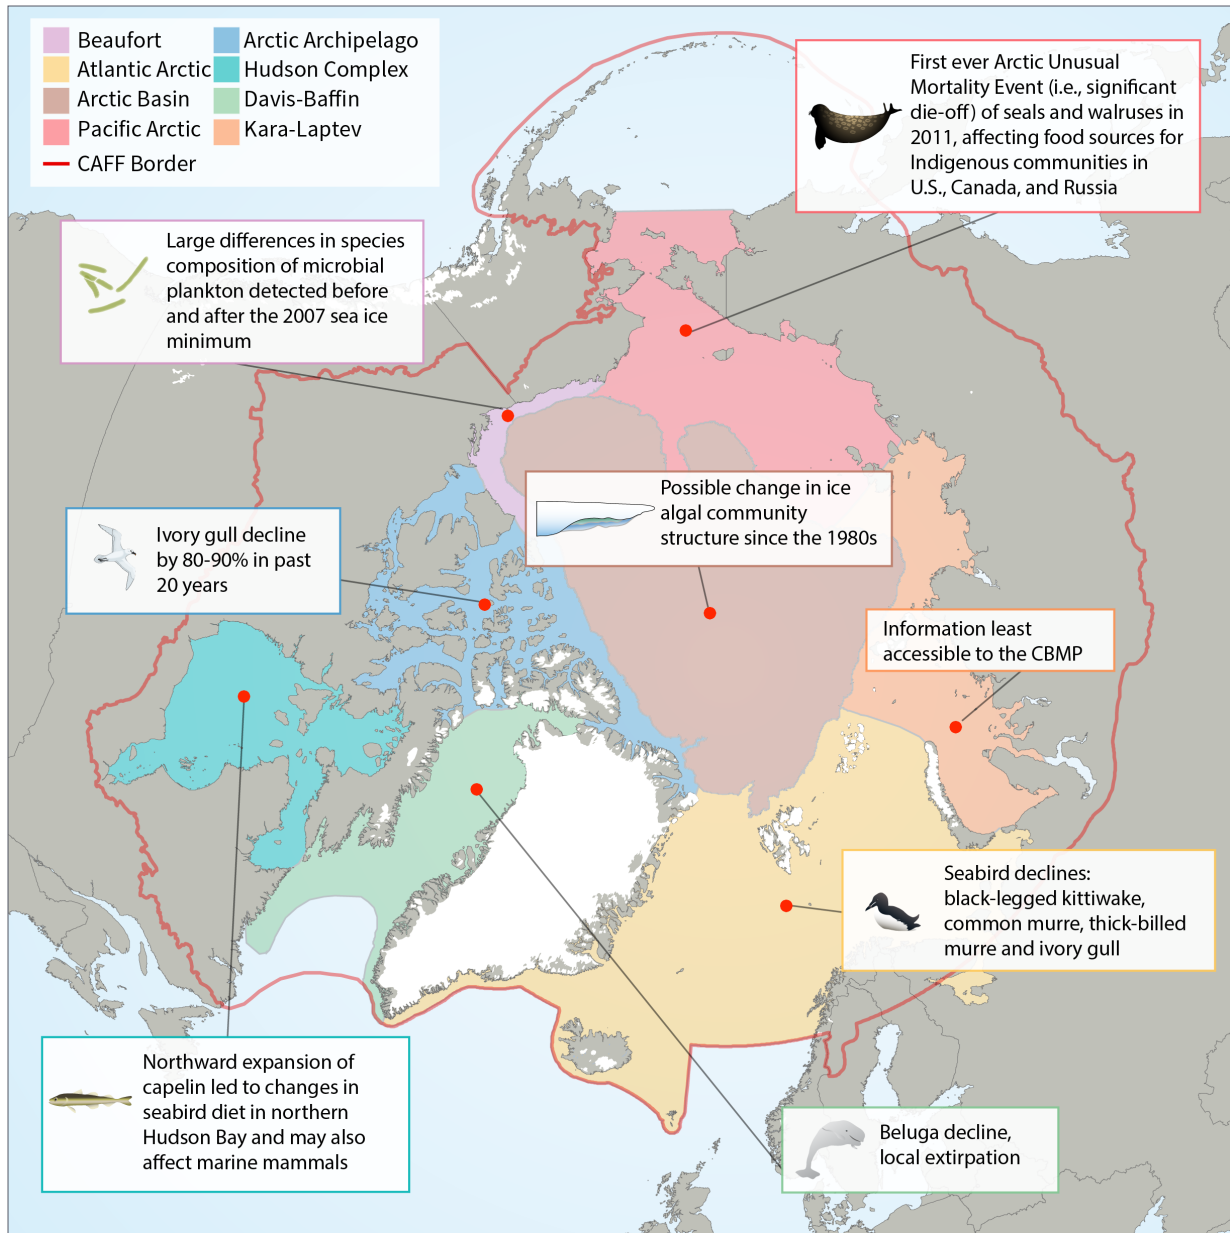 Beaufort
Atlantic Arctic
Arctic Basin
Pacific Arctic
CAFF Border
Arctic Archipelago
Hudson Complex
Davis-Baffin
Kara-Laptev
First ever Arctic Unusual
Mortality Event (i.e., significant
die-off) of seals and walruses in
2011, affecting food sources for
Indigenous communities in
U.S., Canada, and Russia
Large differences in species
composition of microbial
plankton detected before
and after the 2007 sea ice
minimum
Possible change in ice
algal community
structure since the 1980s
Ivory gull decline
by 80-90% in past
20 years
Information least
accessible to the CBMP
Seabird declines:
black-legged kittiwake,
common murre, thick-billed
murre and ivory gull
Northward expansion of
capelin led to changes in
seabird diet in northern
Hudson Bay and may also
affect marine mammals
Beluga decline,
local extirpation